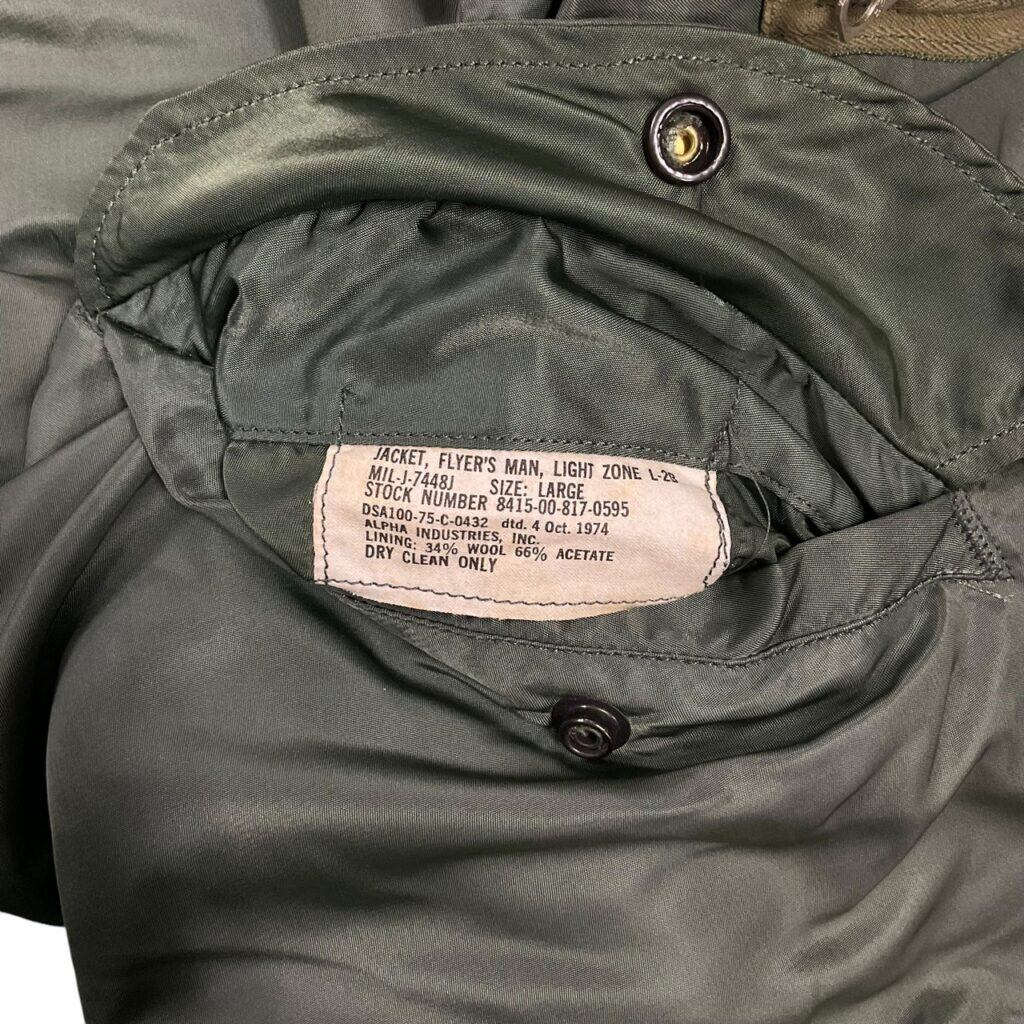 JACKET, FLYER'S MAN, LIGHT ZONE L-2B
MIL-J-7448J SIZE: LARGE
STOCK NUMBER 8415-00-817-0595
DSA100-75-C-0432 dtd. 4 Oct. 1974
ALPHA INDUSTRIES, INC.
LINING: 34% WOOL 66% ACETATE
DRY CLEAN ONLY